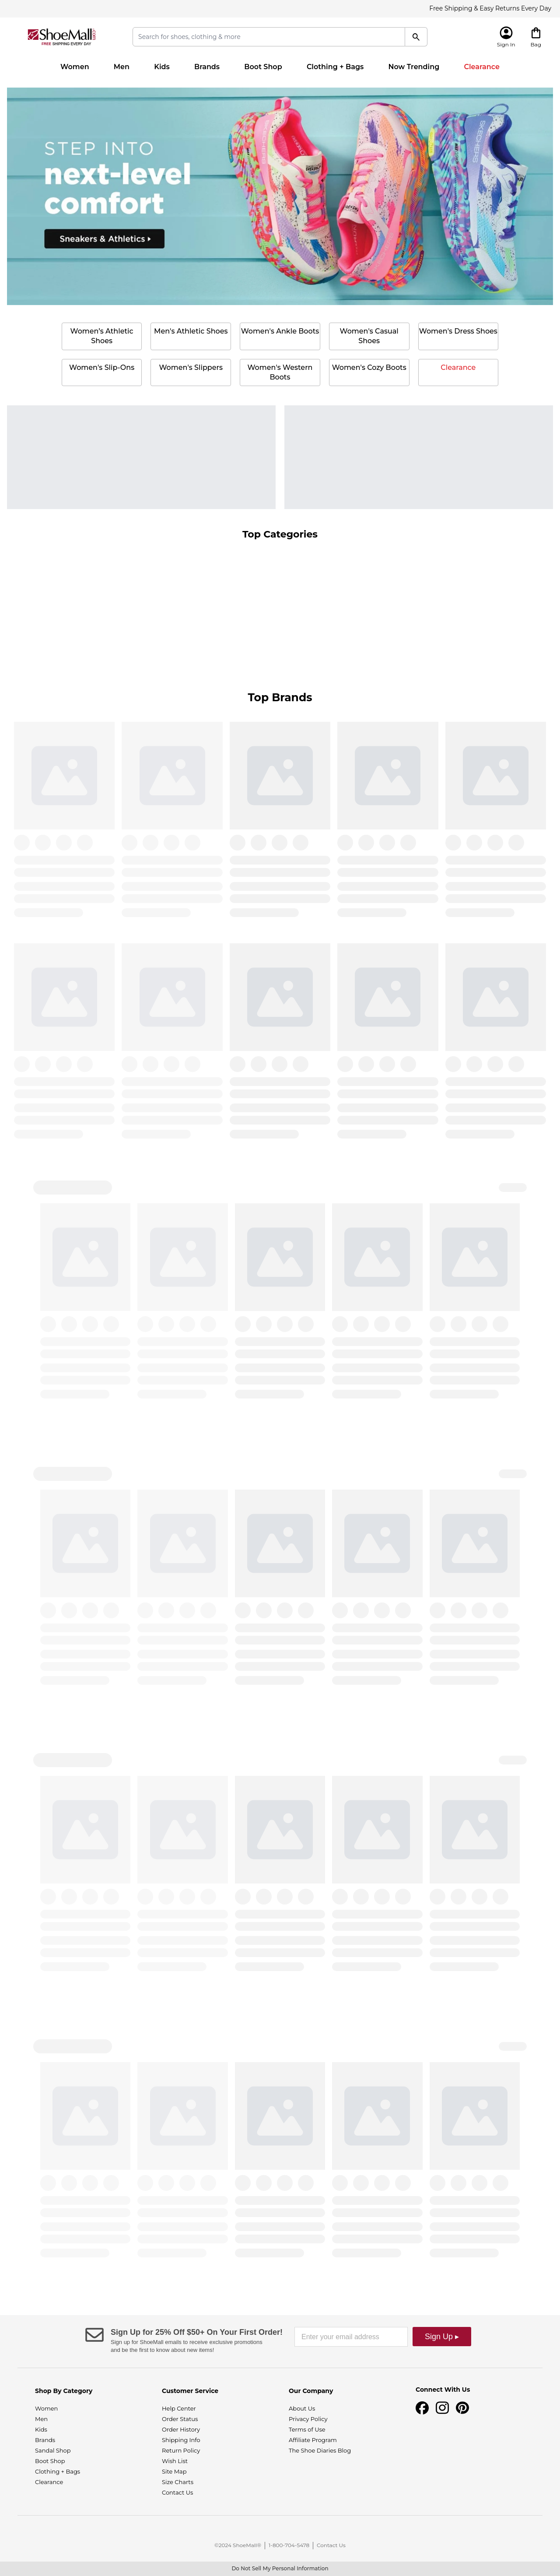 Free Shipping & Easy Returns Every Day
ShoeMall
FREE SHIPPING EVERY DAY
Search for shoes, clothing & more
Sign In
Bag
Women
Men
Kids
Brands
Boot Shop
Clothing + Bags
Now Trending
Clearance
STEP INTO
next-level
comfort
Sneakers & Athletics
Women's Athletic
Shoes
Men's Athletic Shoes
Women's Ankle Boots
Women's Casual
Shoes
Women's Dress Shoes
Women's Slip-Ons
Women's Slippers
Women's Western
Boots
Women's Cozy Boots
Clearance
Top Categories
Top Brands
Sign Up for 25% Off $50+ On Your First Order!
Sign up for ShoeMall emails to receive exclusive promotions
and be the first to know about new items!
Enter your email address
Sign Up ▸
Shop By Category
Women
Men
Kids
Brands
Sandal Shop
Boot Shop
Clothing + Bags
Clearance
Customer Service
Help Center
Order Status
Order History
Shipping Info
Return Policy
Wish List
Site Map
Size Charts
Contact Us
Our Company
About Us
Privacy Policy
Terms of Use
Affiliate Program
The Shoe Diaries Blog
Connect With Us
©2024 ShoeMall®
1-800-704-5478
Contact Us
Do Not Sell My Personal Information